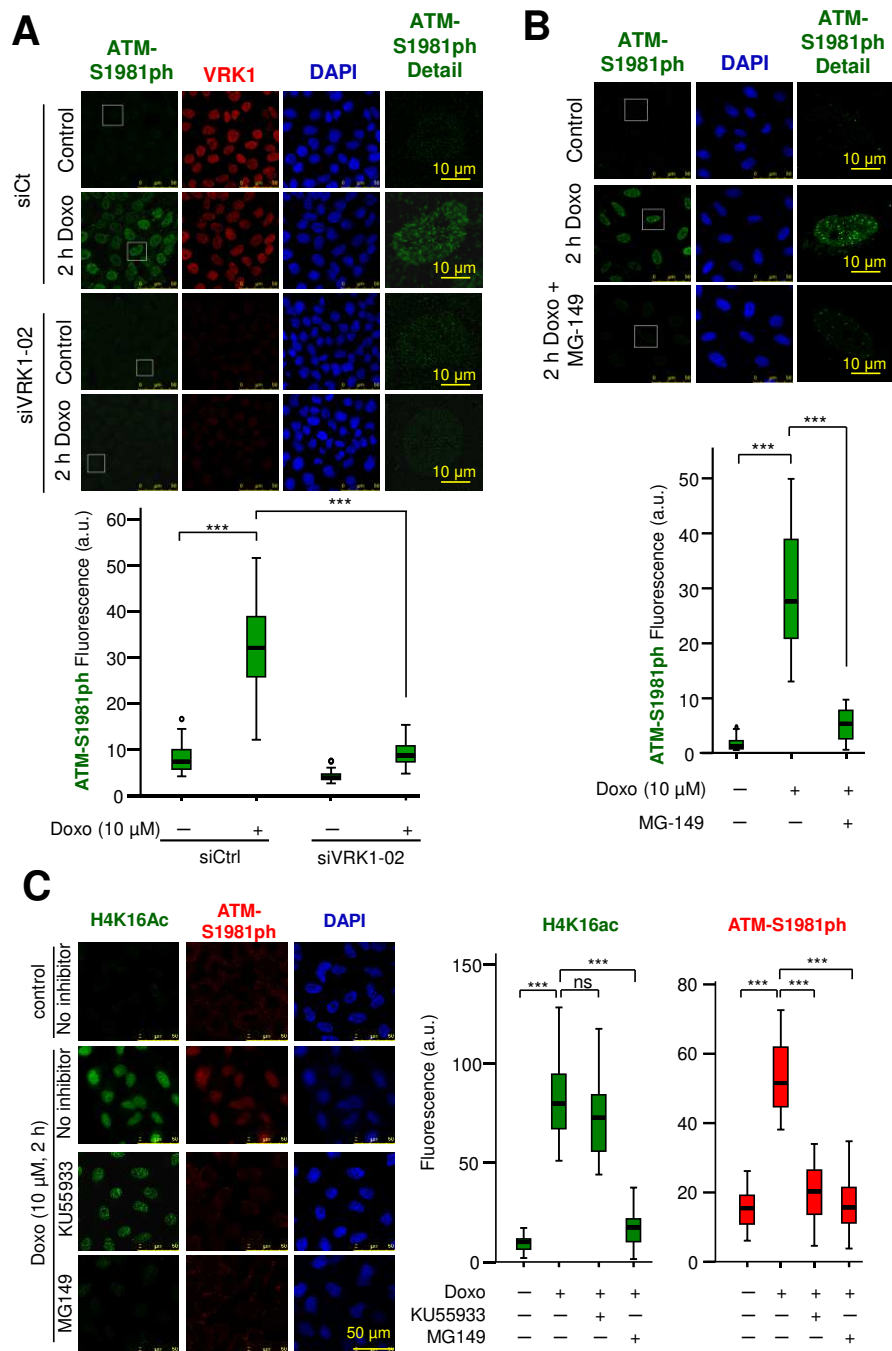 A
ATM-
S1981ph
VRK1
DAPI
ATM-
S1981ph
Detail
siCt
Control
10 µm
2 h Doxo
10 µm
siVRK1-02
Control
10 µm
2 h Doxo
10 µm
***
***
ATM-S1981ph Fluorescence (a.u.)
60
50
40
30
20
10
0
Doxo (10 µM) — + — +
siCtrl siVRK1-02
B
ATM-
S1981ph
DAPI
ATM-
S1981ph
Detail
Control
10 µm
2 h Doxo
10 µm
2 h Doxo +
MG-149
10 µm
***
***
ATM-S1981ph Fluorescence (a.u.)
50
40
30
20
10
0
Doxo (10 µM) — + +
MG-149 — — +
C
H4K16Ac
ATM-
S1981ph
DAPI
control
No inhibitor
Doxo (10 µM, 2 h)
No inhibitor
KU55933
MG149
50 µm
H4K16ac
Fluorescence (a.u.)
150
100
50
0
***
***
ns
Doxo — + + +
KU55933 — — + —
MG149 — — — +
ATM-S1981ph
80
60
40
20
0
***
***
***
— + + +
— — + —
— — — +